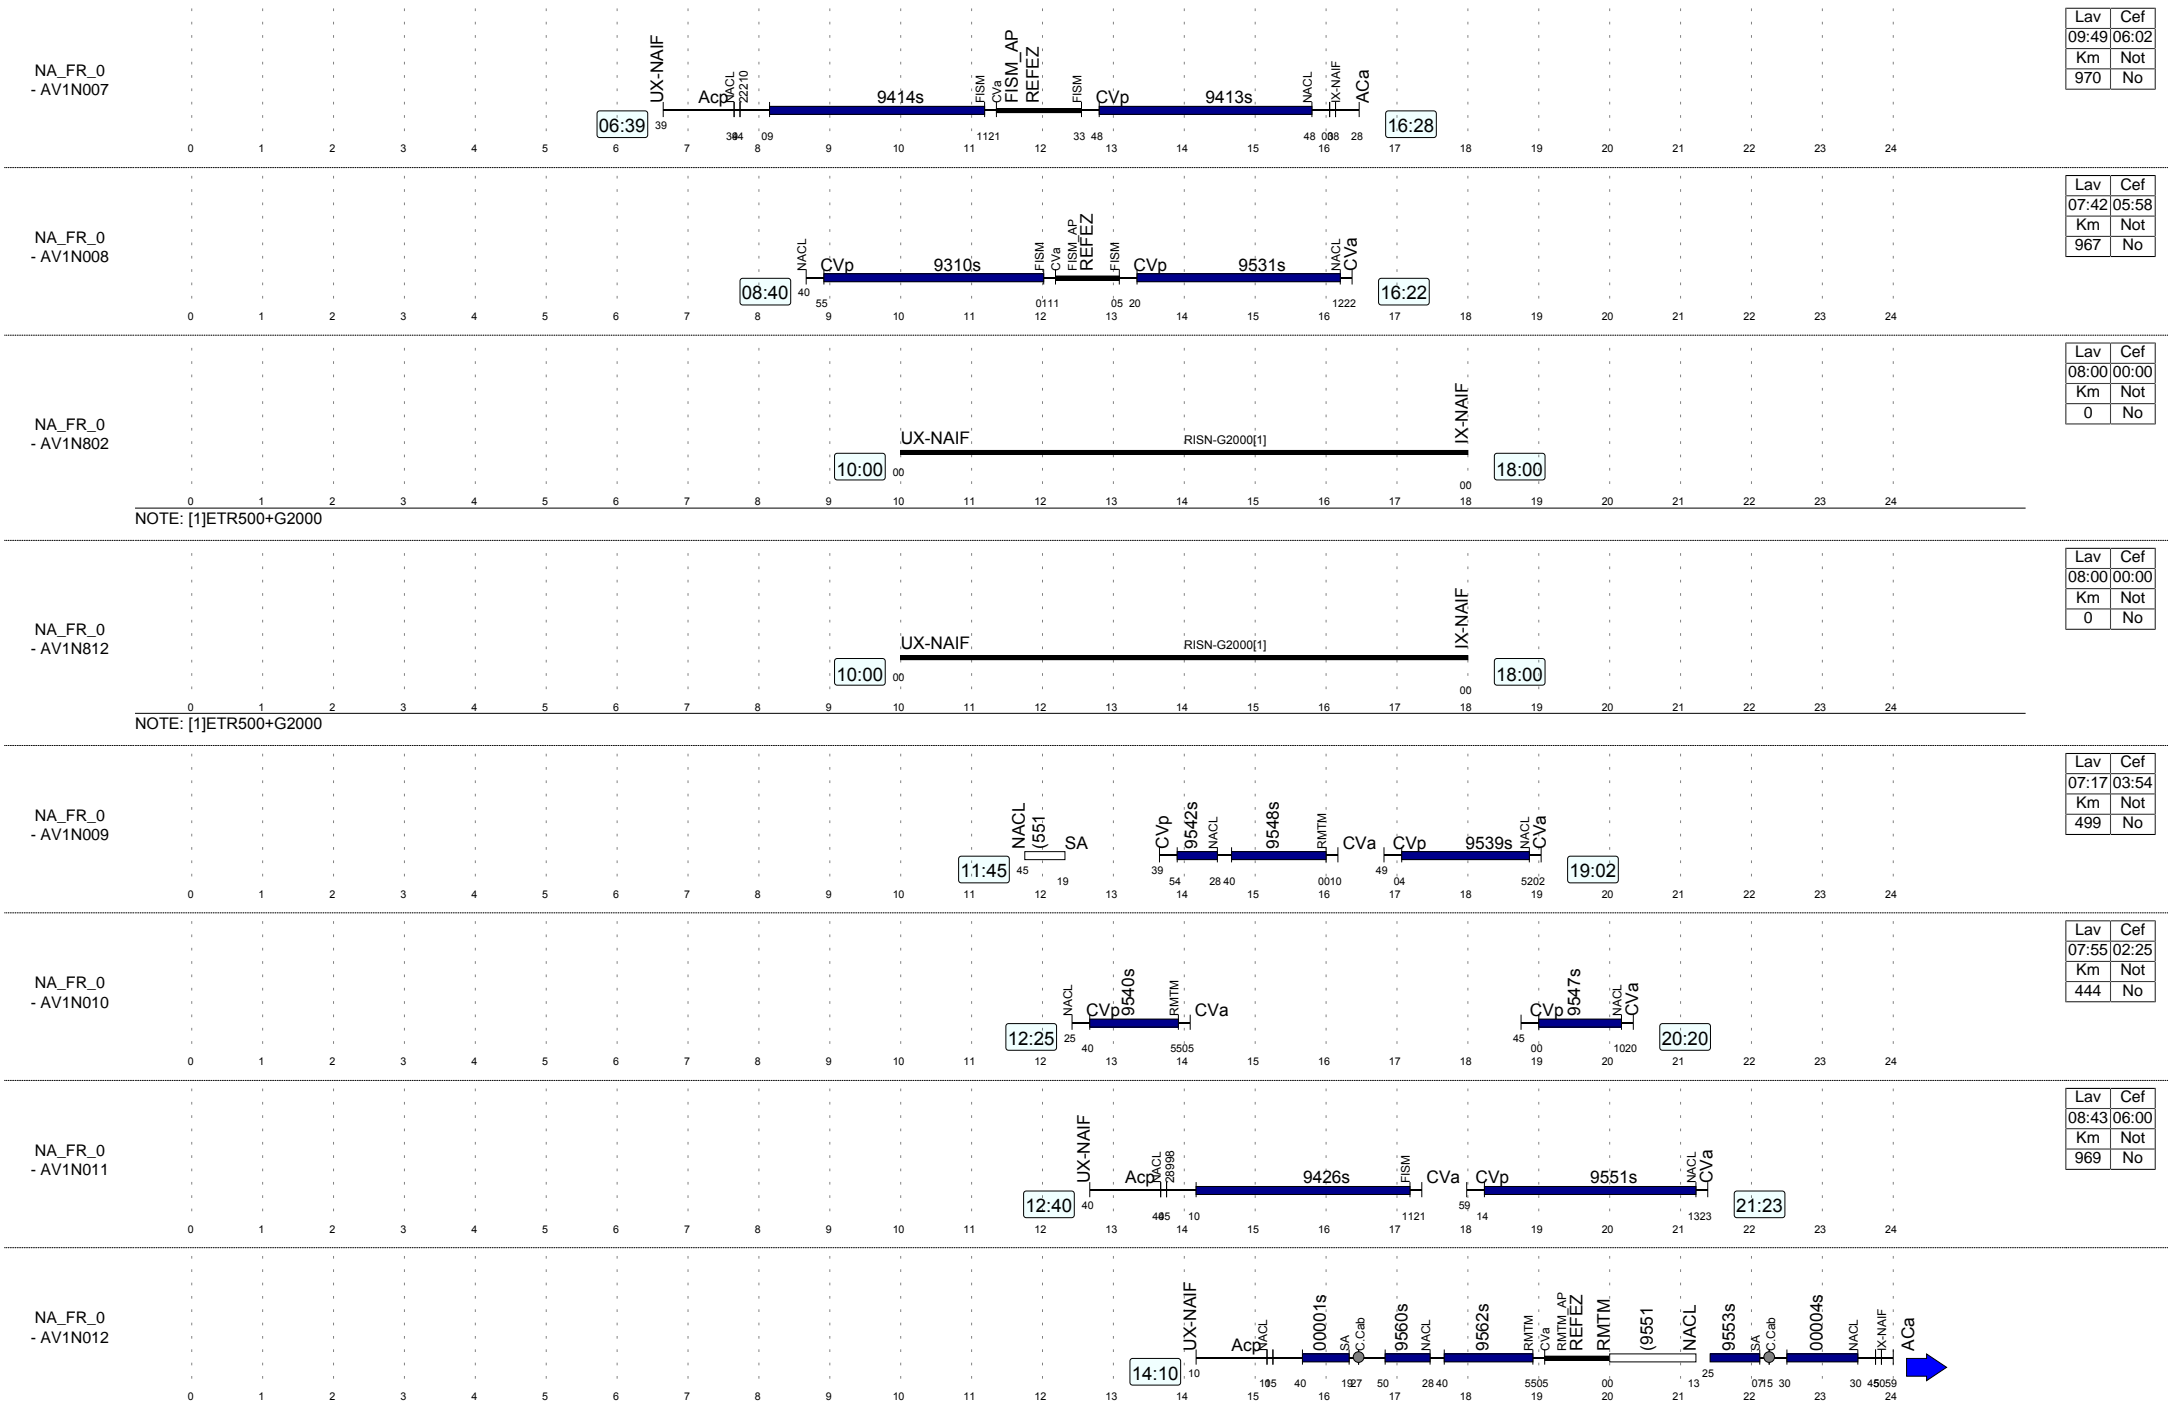 NA_FR_0
- AV1N007
06:39
UX-NAIF
Acp
NACL
22210
9414s
FISM
CVa
FISM_AP
REFEZ
FISM
CVp
9413s
NACL
IX-NAIF
ACa
16:28
39 09 1121 33 48 48 28
0 1 2 3 4 5 6 7 8 9 10 11 12 13 14 15 16 17 18 19 20 21 22 23 24
Lav Cef
09:49 06:02
Km Not
970 No
NA_FR_0
- AV1N008
08:40
NACL
CVp
9310s
FISM
CVa
FISM_AP
REFEZ
FISM
CVp
9531s
NACL
CVa
16:22
40 55 0111 05 20 1222
0 1 2 3 4 5 6 7 8 9 10 11 12 13 14 15 16 17 18 19 20 21 22 23 24
Lav Cef
07:42 05:58
Km Not
967 No
NA_FR_0
- AV1N802
10:00
UX-NAIF
RISN-G2000[1]
IX-NAIF
18:00
00 00
0 1 2 3 4 5 6 7 8 9 10 11 12 13 14 15 16 17 18 19 20 21 22 23 24
NOTE: [1]ETR500+G2000
Lav Cef
08:00 00:00
Km Not
0 No
NA_FR_0
- AV1N812
10:00
UX-NAIF
RISN-G2000[1]
IX-NAIF
18:00
00 00
0 1 2 3 4 5 6 7 8 9 10 11 12 13 14 15 16 17 18 19 20 21 22 23 24
NOTE: [1]ETR500+G2000
Lav Cef
08:00 00:00
Km Not
0 No
NA_FR_0
- AV1N009
11:45
NACL
(551
SA
CVp
9542s
NACL
9548s
RMTM
CVa
CVp
9539s
NACL
CVa
19:02
45 19 39 54 28 40 0010 49 04 5202
0 1 2 3 4 5 6 7 8 9 10 11 12 13 14 15 16 17 18 19 20 21 22 23 24
Lav Cef
07:17 03:54
Km Not
499 No
NA_FR_0
- AV1N010
12:25
NACL
CVp
9540s
RMTM
CVa
CVp
9547s
NACL
CVa
20:20
25 40 5505 45 00 1020
0 1 2 3 4 5 6 7 8 9 10 11 12 13 14 15 16 17 18 19 20 21 22 23 24
Lav Cef
07:55 02:25
Km Not
444 No
NA_FR_0
- AV1N011
12:40
UX-NAIF
Acp
NACL
28998
9426s
FISM
CVa
CVp
9551s
NACL
CVa
21:23
40 10 1121 59 14 1323
0 1 2 3 4 5 6 7 8 9 10 11 12 13 14 15 16 17 18 19 20 21 22 23 24
Lav Cef
08:43 06:00
Km Not
969 No
NA_FR_0
- AV1N012
14:10
UX-NAIF
Acp
NACL
00001s
SA
C.Cab
9560s
NACL
9562s
RMTM
CVa
RMTM_AP
REFEZ
RMTM
(9551
NACL
9553s
SA
C.Cab
00004s
NACL
IX-NAIF
ACa
10 40 1927 50 28 40 5505 00 13 25 0715 30 30
0 1 2 3 4 5 6 7 8 9 10 11 12 13 14 15 16 17 18 19 20 21 22 23 24